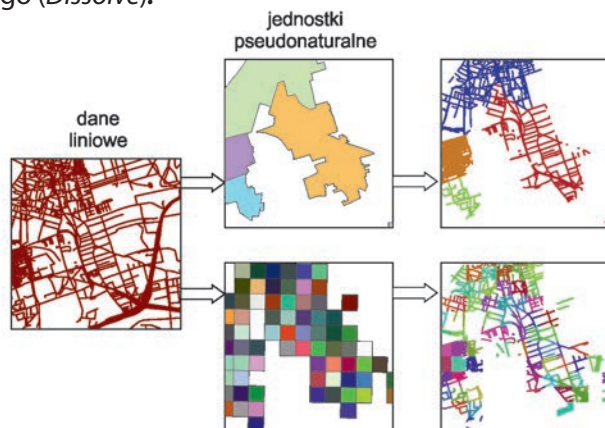 go (Dissolve).
jednostki
pseudonaturalne
dane
liniowe